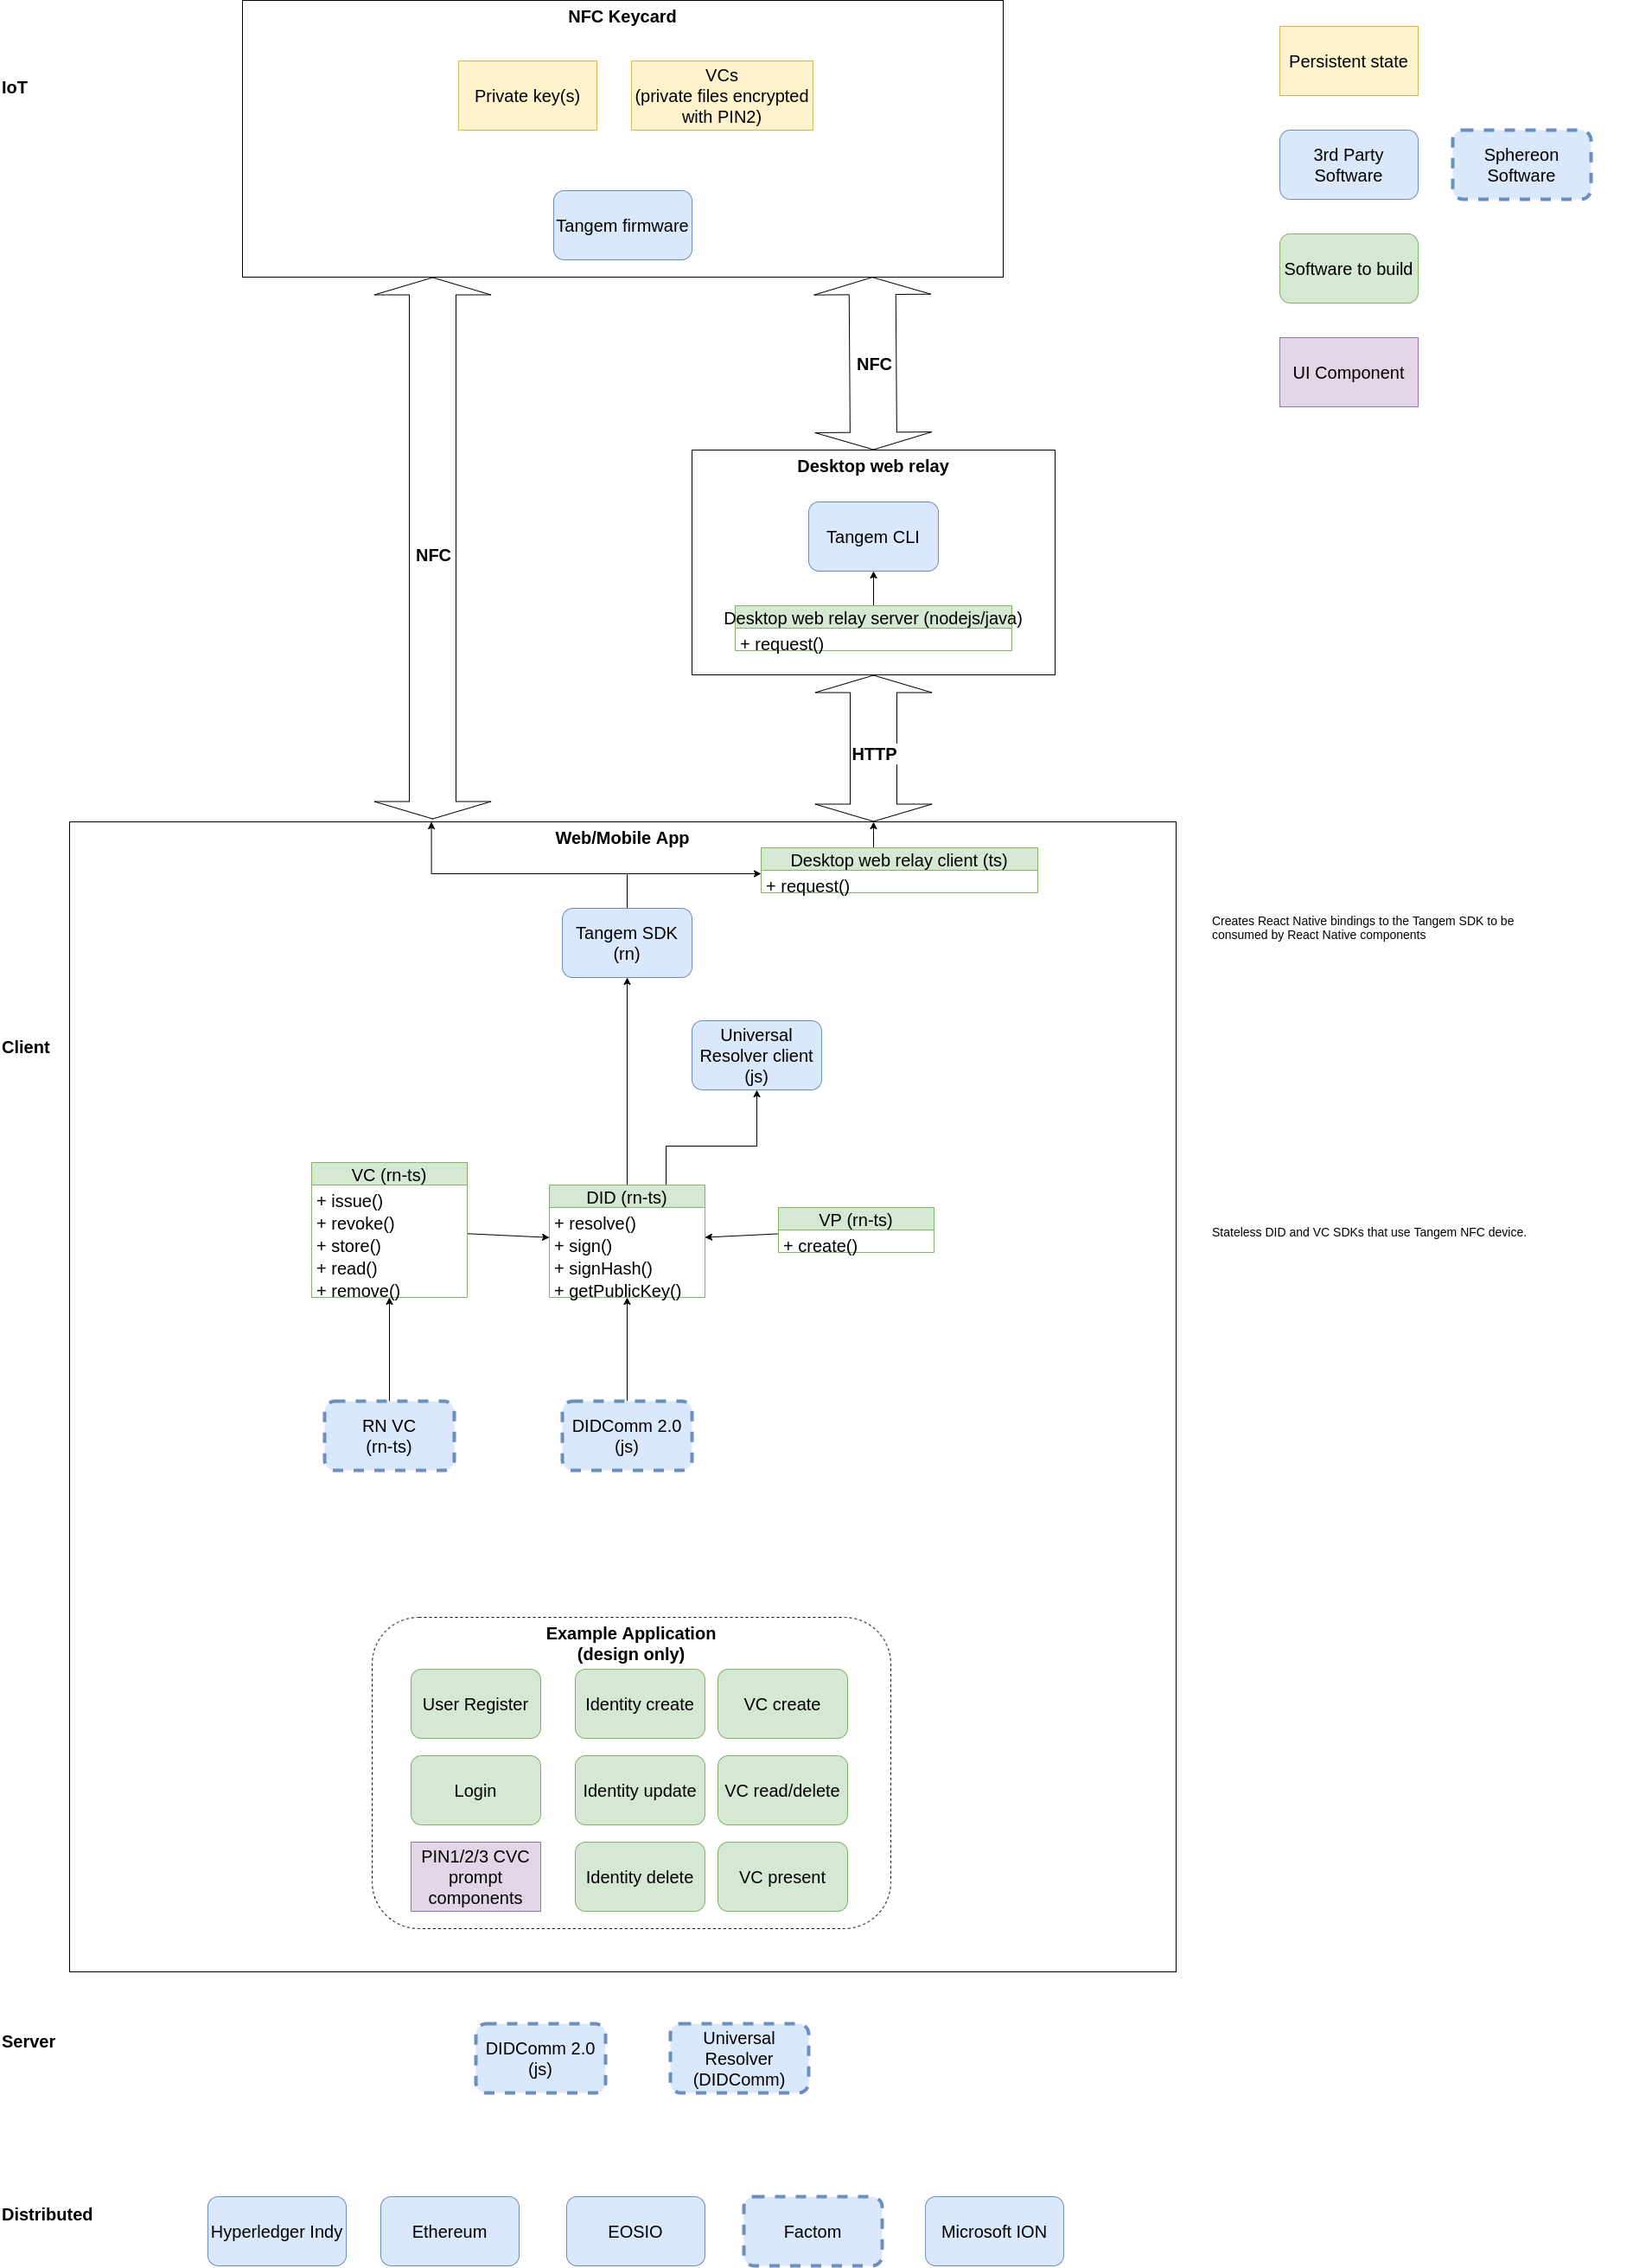 NFC Keycard
IoT
Private key(s)
VCs
(private files encrypted
with PIN2)
Tangem firmware
Persistent state
3rd Party
Software
Sphereon
Software
Software to build
UI Component
NFC
NFC
Desktop web relay
Tangem CLI
Desktop web relay server (nodejs/java)
+ request()
HTTP
Web/Mobile App
Desktop web relay client (ts)
+ request()
Tangem SDK
(rn)
Creates React Native bindings to the Tangem SDK to be
consumed by React Native components
Client
Universal
Resolver client
(js)
VC (rn-ts)
+ issue()
+ revoke()
+ store()
+ read()
+ remove()
DID (rn-ts)
+ resolve()
+ sign()
+ signHash()
+ getPublicKey()
VP (rn-ts)
+ create()
Stateless DID and VC SDKs that use Tangem NFC device.
RN VC
(rn-ts)
DIDComm 2.0
(js)
Example Application
(design only)
User Register
Identity create
VC create
Login
Identity update
VC read/delete
PIN1/2/3 CVC
prompt
components
Identity delete
VC present
Server
DIDComm 2.0
(js)
Universal
Resolver
(DIDComm)
Distributed
Hyperledger Indy
Ethereum
EOSIO
Factom
Microsoft ION